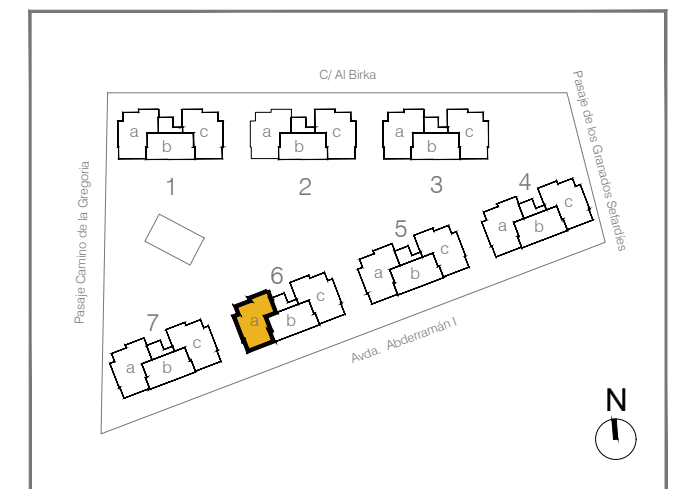 C/ Al Birka
Pasaje de los Granados Sefardíes
Pasaje Camino de la Gregoria
a b c
a b c
a b c
1
2
3
4
a b c
5
a b c
6
a b c
7
a b c
Avda. Abderramán I
N